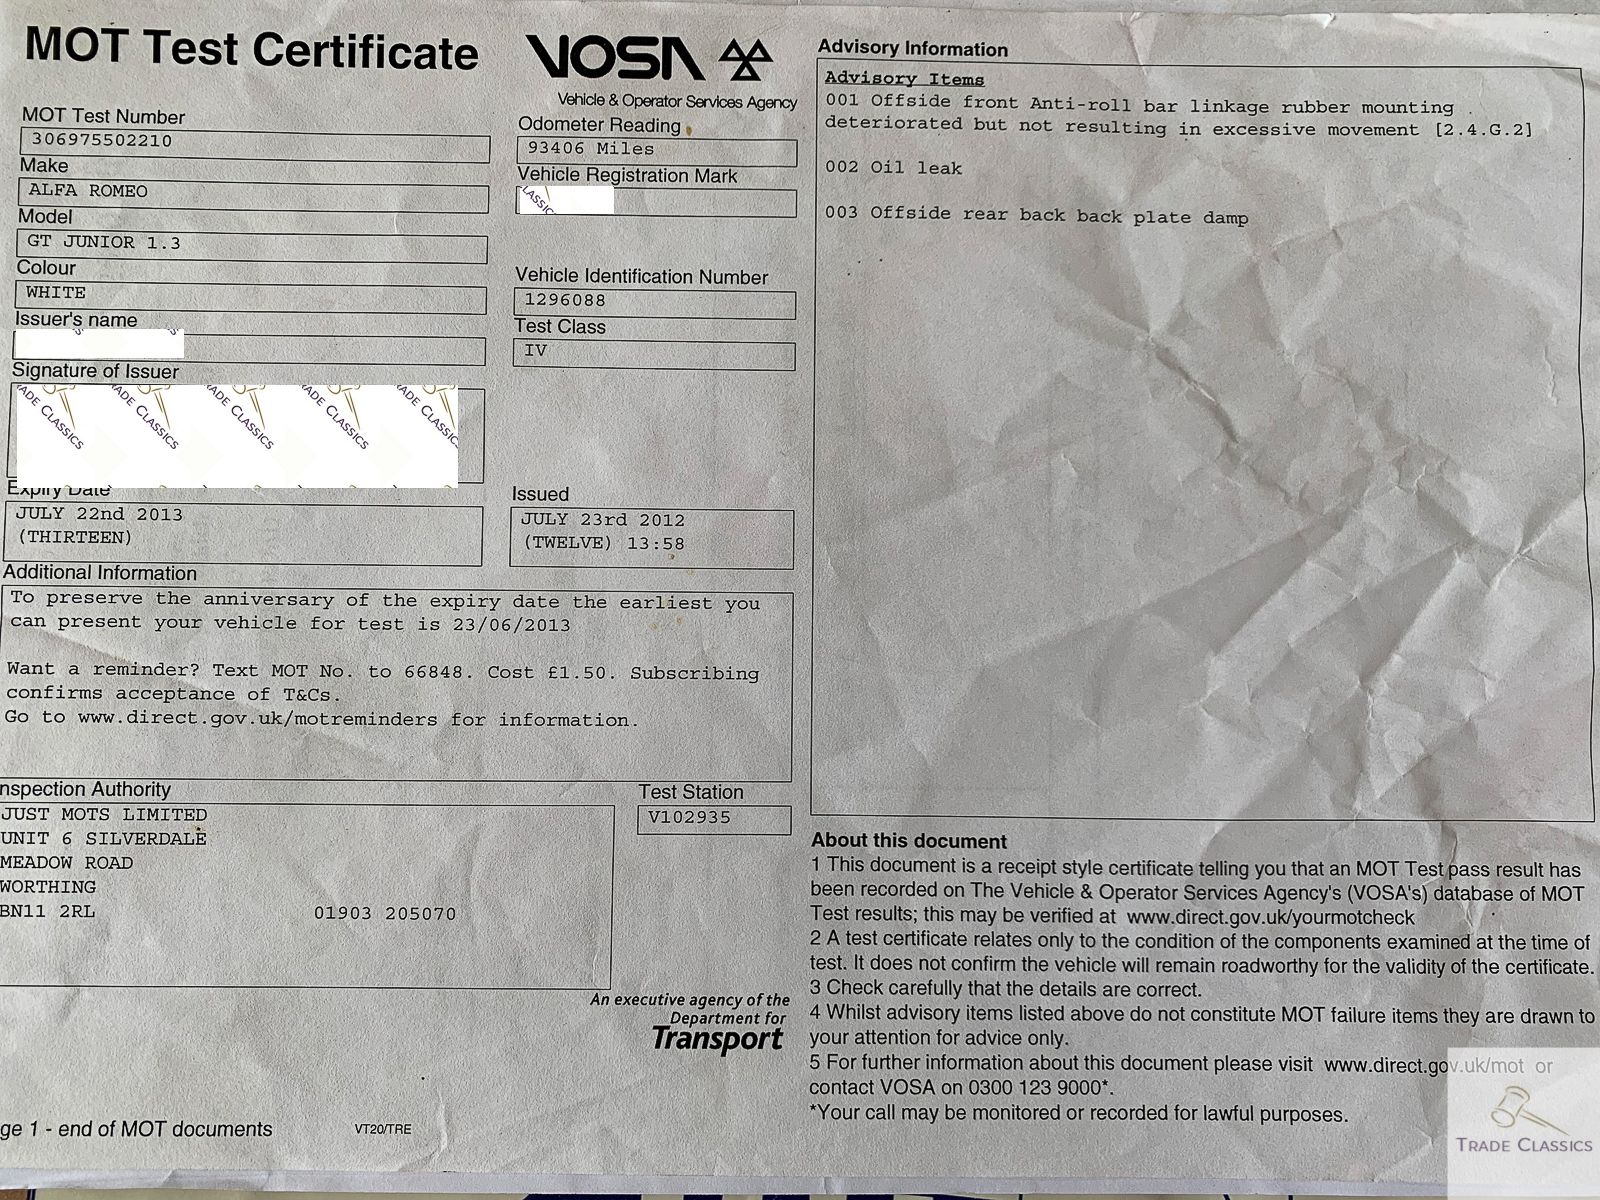 MOT Test Certificate
VOSA
Vehicle & Operator Services Agency
MOT Test Number
306975502210
Make
ALFA ROMEO
Model
GT JUNIOR 1.3
Colour
WHITE
Issuer's name
Signature of Issuer
TRADE CLASSICS
TRADE CLASSICS
TRADE CLASSICS
TRADE CLASSICS
TRADE CLASSICS
Odometer Reading
93406 Miles
Vehicle Registration Mark
Vehicle Identification Number
1296088
Test Class
IV
Expiry Date
JULY 22nd 2013
(THIRTEEN)
Issued
JULY 23rd 2012
(TWELVE) 13:58
Additional Information
To preserve the anniversary of the expiry date the earliest you
can present your vehicle for test is 23/06/2013
Want a reminder? Text MOT No. to 66848. Cost £1.50. Subscribing
confirms acceptance of T&Cs.
Go to www.direct.gov.uk/motreminders for information.
nspection Authority
JUST MOTS LIMITED
UNIT 6 SILVERDALE
MEADOW ROAD
WORTHING
BN11 2RL 01903 205070
Test Station
V102935
An executive agency of the
Department for
Transport
ge 1 - end of MOT documents
VT20/TRE
Advisory Information
Advisory Items
001 Offside front Anti-roll bar linkage rubber mounting
deteriorated but not resulting in excessive movement [2.4.G.2]
002 Oil leak
003 Offside rear back back plate damp
About this document
1 This document is a receipt style certificate telling you that an MOT Test pass result has
been recorded on The Vehicle & Operator Services Agency's (VOSA's) database of MOT
Test results; this may be verified at www.direct.gov.uk/yourmotcheck
2 A test certificate relates only to the condition of the components examined at the time of
test. It does not confirm the vehicle will remain roadworthy for the validity of the certificate.
3 Check carefully that the details are correct.
4 Whilst advisory items listed above do not constitute MOT failure items they are drawn to
your attention for advice only.
5 For further information about this document please visit www.direct.gov.uk/mot or
contact VOSA on 0300 123 9000*.
*Your call may be monitored or recorded for lawful purposes.
TRADE CLASSICS